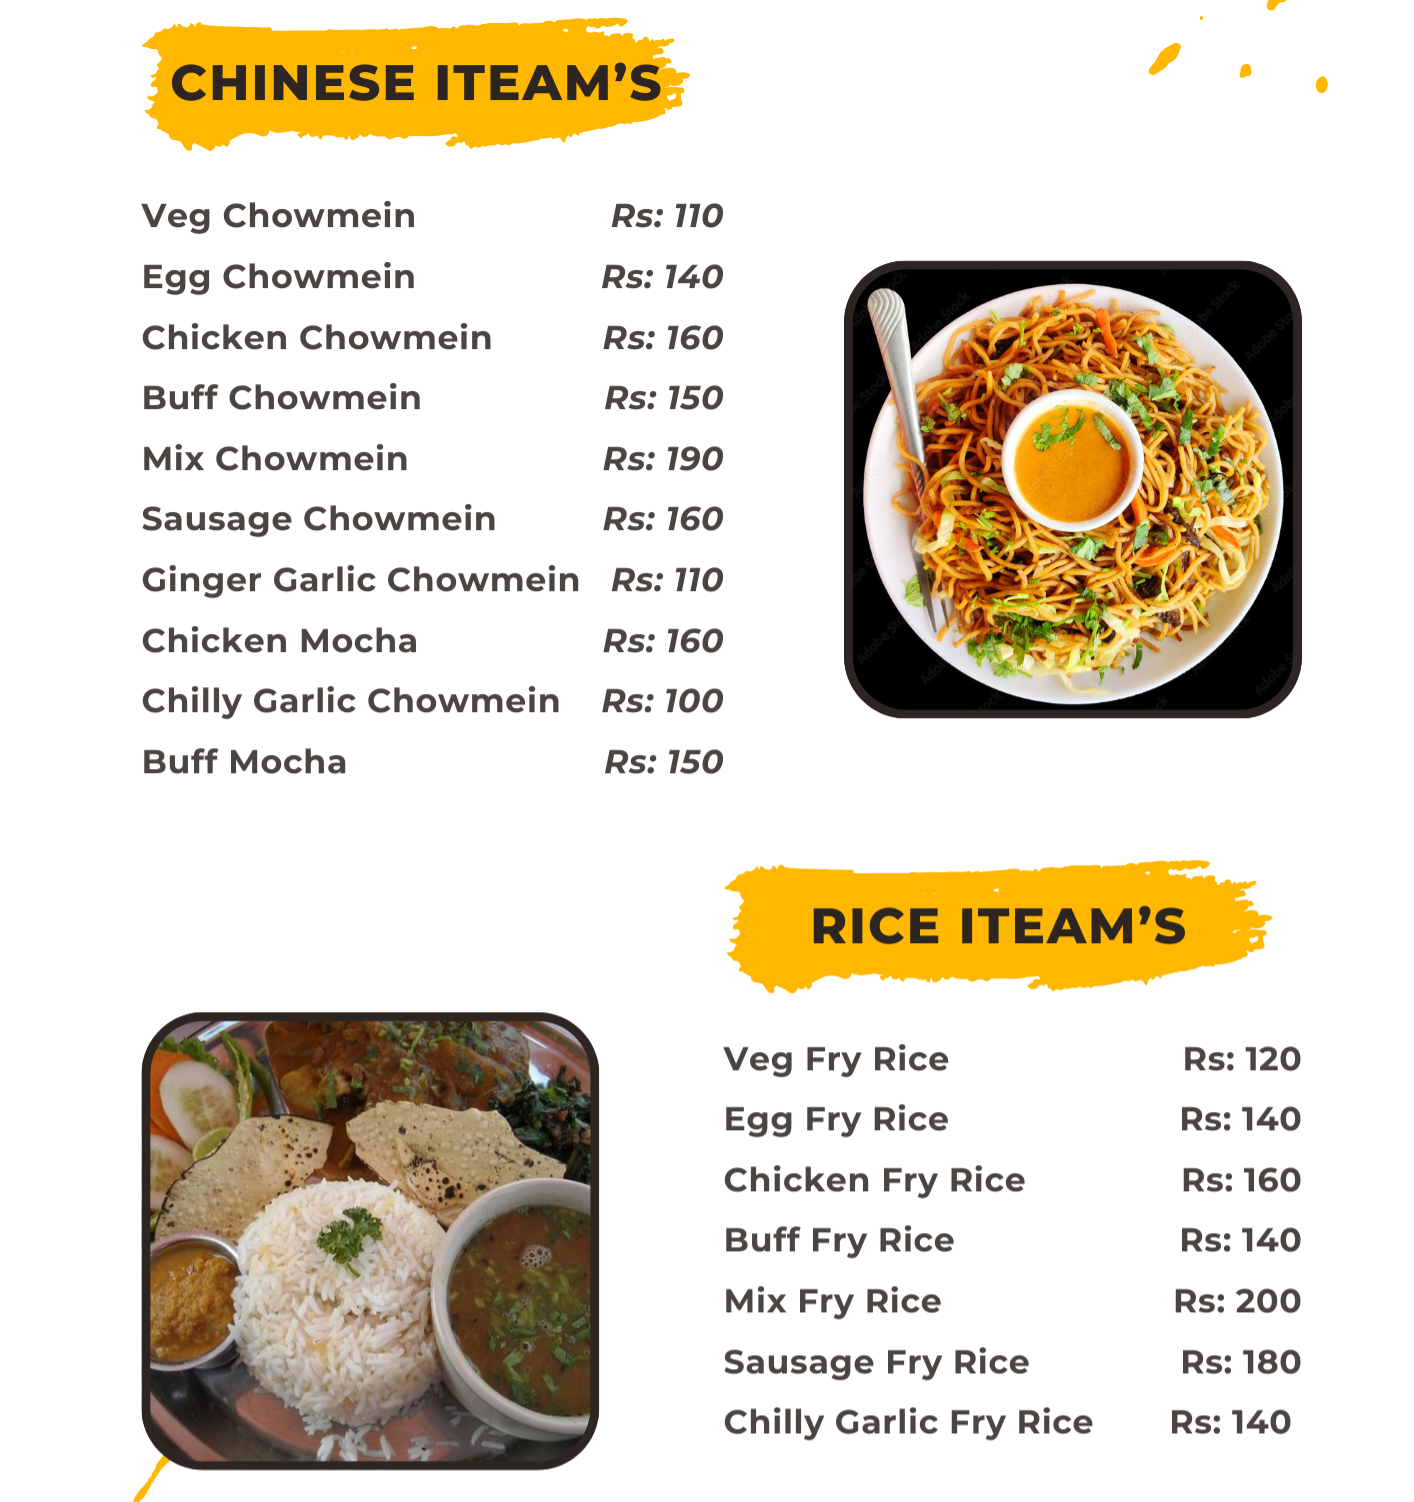 CHINESE ITEAM’S
Veg Chowmein Rs: 110
Egg Chowmein Rs: 140
Chicken Chowmein Rs: 160
Buff Chowmein Rs: 150
Mix Chowmein Rs: 190
Sausage Chowmein Rs: 160
Ginger Garlic Chowmein Rs: 110
Chicken Mocha Rs: 160
Chilly Garlic Chowmein Rs: 100
Buff Mocha Rs: 150
Adobe Stock
RICE ITEAM’S
Veg Fry Rice Rs: 120
Egg Fry Rice Rs: 140
Chicken Fry Rice Rs: 160
Buff Fry Rice Rs: 140
Mix Fry Rice Rs: 200
Sausage Fry Rice Rs: 180
Chilly Garlic Fry Rice Rs: 140